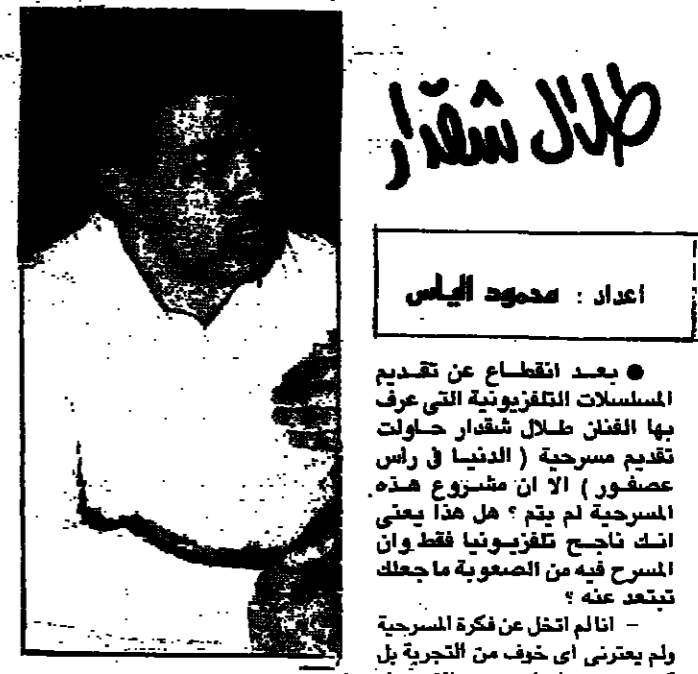 طلال شقدار
اعداد : محمود الياس
● بعد انقطاع عن تقديم
المسلسلات التلفزيونية التى عرف
بها الفنان طلال شقدار حاولت
تقديم مسرحية ( الدنيا فى راس
عصفور ) الا ان مشروع هذه
المسرحية لم يتم ؟ هل هذا يعنى
انك ناجح تلفزيونيا فقط وان
المسرح فيه من الصعوبة ماجعلك
تبتعد عنه ؟
– انا لم اتخل عن فكرة المسرحية
ولم يعترنى اى خوف من التجربة بل